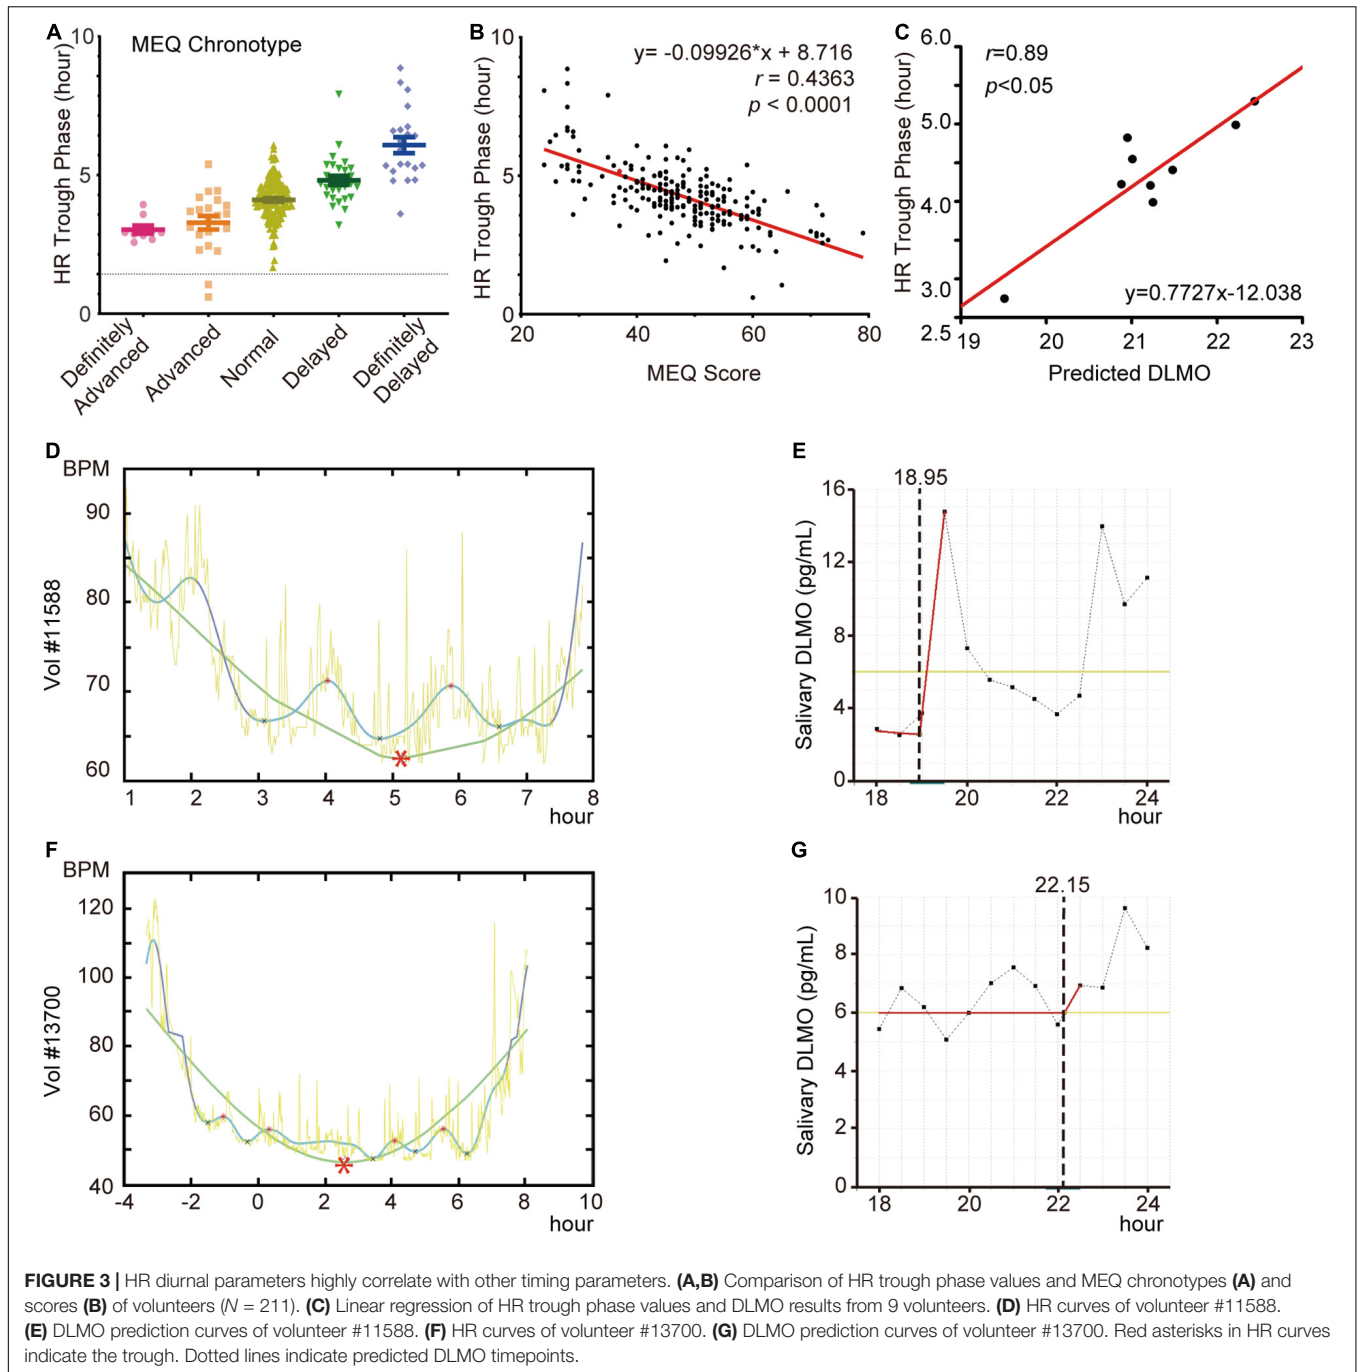 A
MEQ Chronotype
HR Trough Phase (hour)
10
5
0
Definitely
Advanced
Advanced
Normal
Delayed
Definitely
Delayed
B
y= -0.09926*x + 8.716
r = 0.4363
p < 0.0001
HR Trough Phase (hour)
10
5
0
20
40
60
80
MEQ Score
C
r=0.89
p<0.05
HR Trough Phase (hour)
6.0
5.0
4.0
3.0
2.5
y=0.7727x-12.038
19
20
21
22
23
Predicted DLMO
D
BPM
Vol #11588
90
80
70
60
1
2
3
4
5
6
7
8
hour
E
18.95
Salivary DLMO (pg/mL)
16
12
8
4
0
18
20
22
24
hour
F
BPM
Vol #13700
120
100
80
60
40
-4
-2
0
2
4
6
8
10
hour
G
22.15
Salivary DLMO (pg/mL)
10
8
6
4
2
0
18
20
22
24
hour
FIGURE 3 | HR diurnal parameters highly correlate with other timing parameters. (A,B) Comparison of HR trough phase values and MEQ chronotypes (A) and
scores (B) of volunteers (N = 211). (C) Linear regression of HR trough phase values and DLMO results from 9 volunteers. (D) HR curves of volunteer #11588.
(E) DLMO prediction curves of volunteer #11588. (F) HR curves of volunteer #13700. (G) DLMO prediction curves of volunteer #13700. Red asterisks in HR curves
indicate the trough. Dotted lines indicate predicted DLMO timepoints.